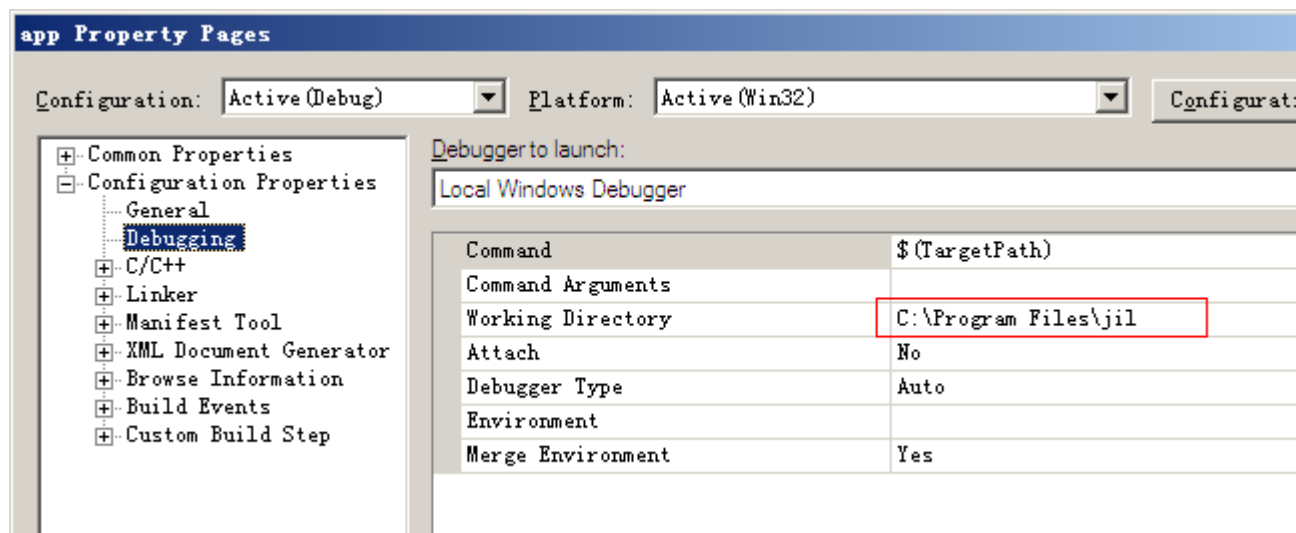 app Property Pages
Configuration: Active(Debug) Platform: Active(Win32)
Common Properties
Configuration Properties
General
Debugging
C/C++
Linker
Manifest Tool
XML Document Generator
Browse Information
Build Events
Custom Build Step
Debugger to launch:
Local Windows Debugger
Command $(TargetPath)
Command Arguments
Working Directory C:\Program Files\jil
Attach No
Debugger Type Auto
Environment
Merge Environment Yes